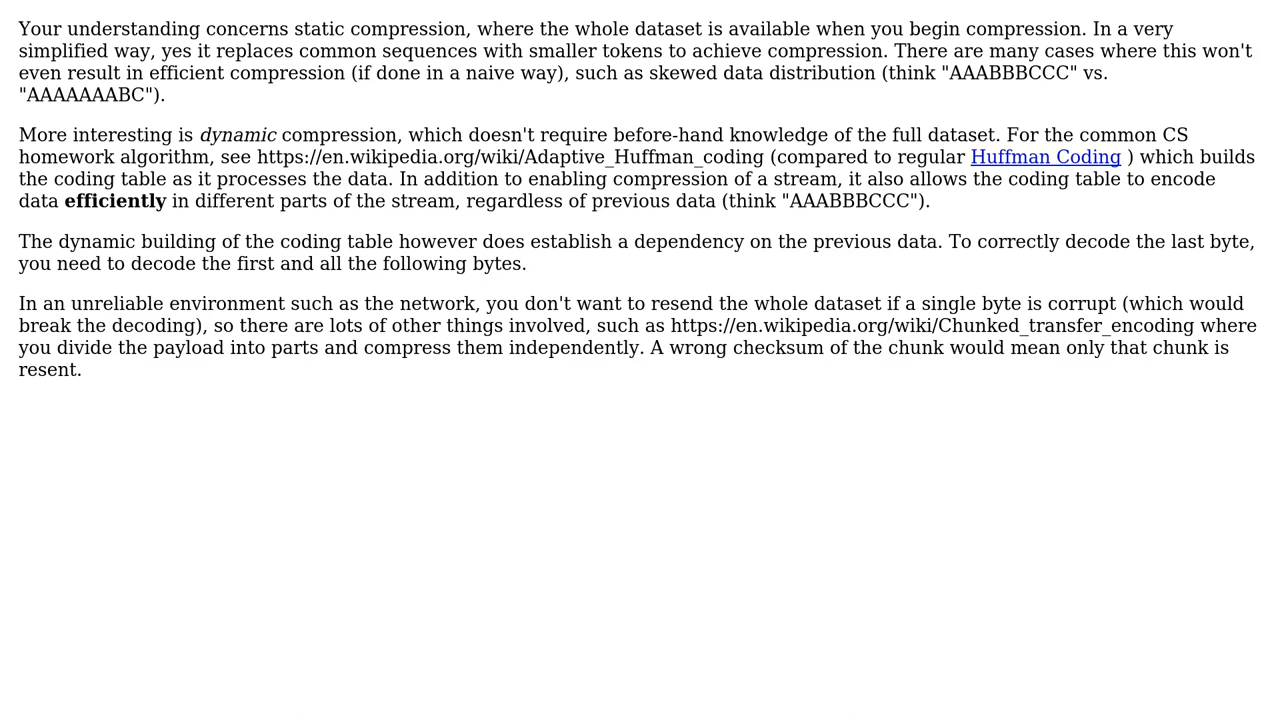 Your understanding concerns static compression, where the whole dataset is available when you begin compression. In a very
simplified way, yes it replaces common sequences with smaller tokens to achieve compression. There are many cases where this won't
even result in efficient compression (if done in a naive way), such as skewed data distribution (think "AAABBBCCC" vs.
"AAAAAAABC").
More interesting is dynamic compression, which doesn't require before-hand knowledge of the full dataset. For the common CS
homework algorithm, see https://en.wikipedia.org/wiki/Adaptive_Huffman_coding (compared to regular Huffman Coding ) which builds
the coding table as it processes the data. In addition to enabling compression of a stream, it also allows the coding table to encode
data efficiently in different parts of the stream, regardless of previous data (think "AAABBBCCC").
The dynamic building of the coding table however does establish a dependency on the previous data. To correctly decode the last byte,
you need to decode the first and all the following bytes.
In an unreliable environment such as the network, you don't want to resend the whole dataset if a single byte is corrupt (which would
break the decoding), so there are lots of other things involved, such as https://en.wikipedia.org/wiki/Chunked_transfer_encoding where
you divide the payload into parts and compress them independently. A wrong checksum of the chunk would mean only that chunk is
resent.